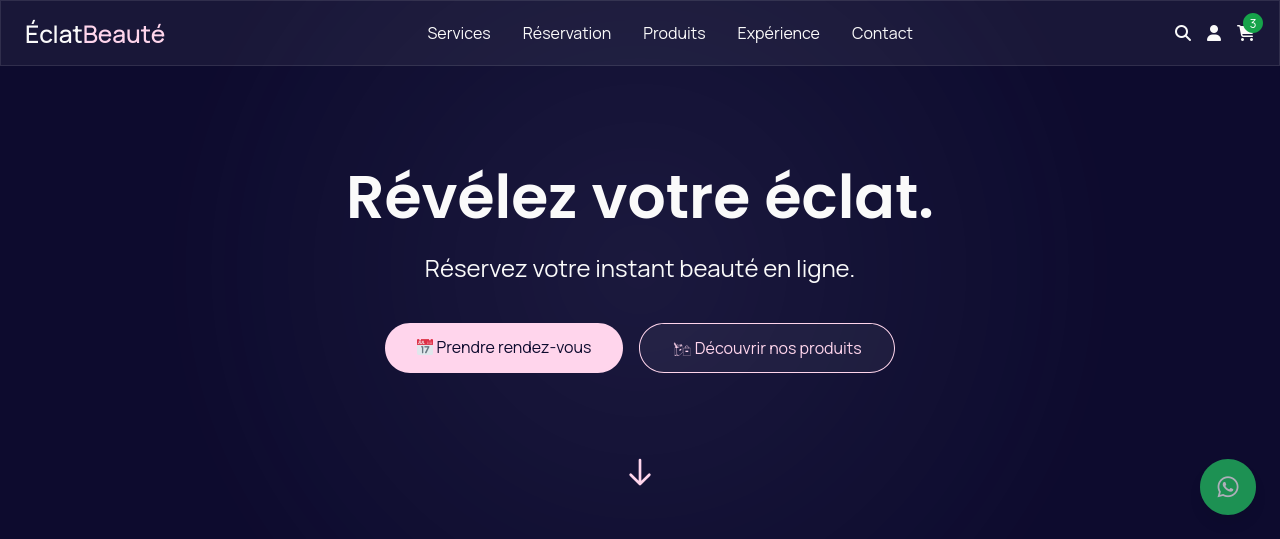 ÉclatBeauté
Services
Réservation
Produits
Expérience
Contact
3
Révélez votre éclat.
Réservez votre instant beauté en ligne.
📅 Prendre rendez-vous
🛍️ Découvrir nos produits